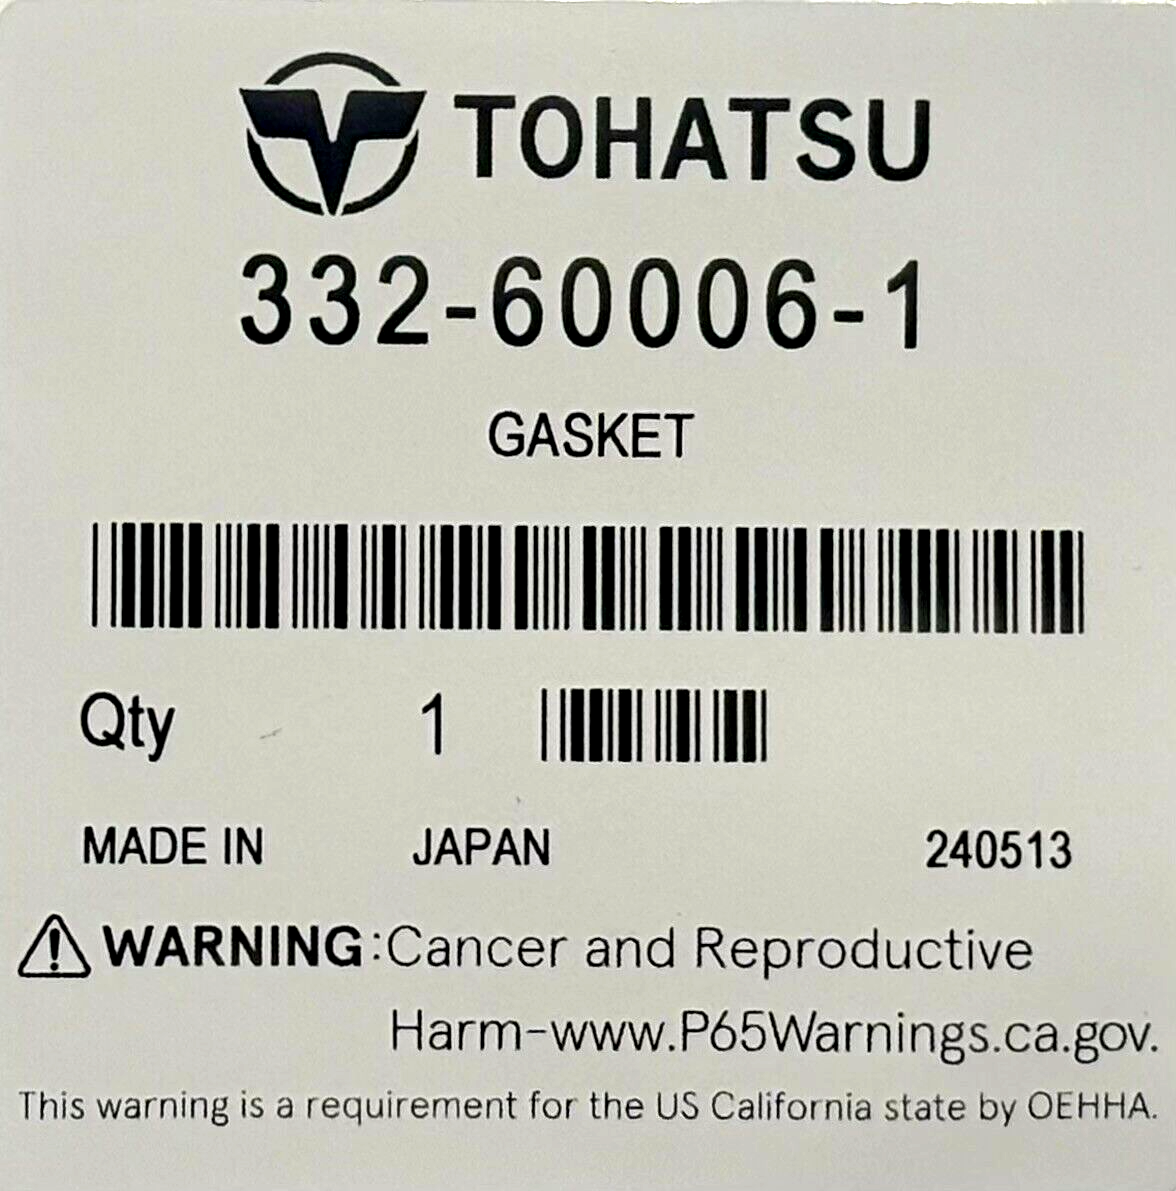 TOHATSU
332-60006-1
GASKET
Qty 1
MADE IN JAPAN 240513
WARNING:Cancer and Reproductive
Harm-www.P65Warnings.ca.gov.
This warning is a requirement for the US California state by OEHHA.